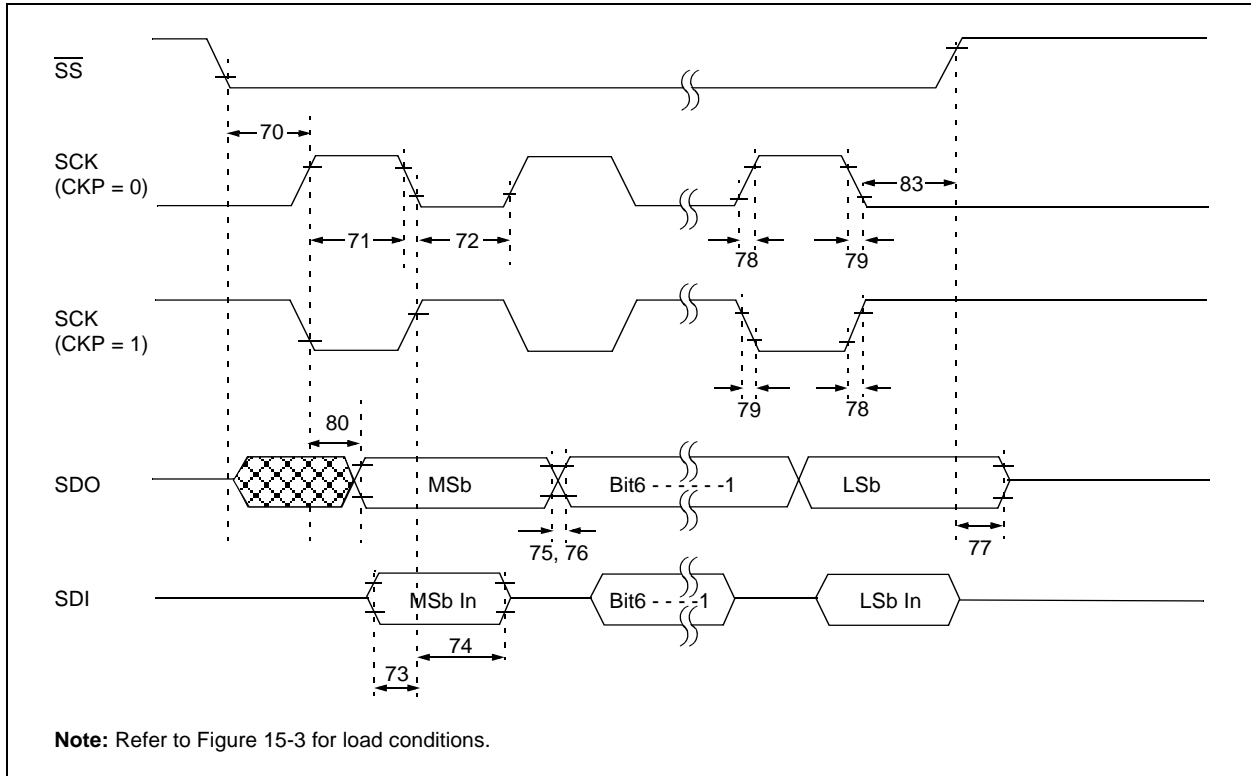 SS
70
SCK
(CKP = 0)
83
71
72
78
79
SCK
(CKP = 1)
79
78
80
SDO
MSb
Bit6 - - - - - -1
LSb
75, 76
77
SDI
MSb In
Bit6 - - - -1
LSb In
74
73
Note: Refer to Figure 15-3 for load conditions.